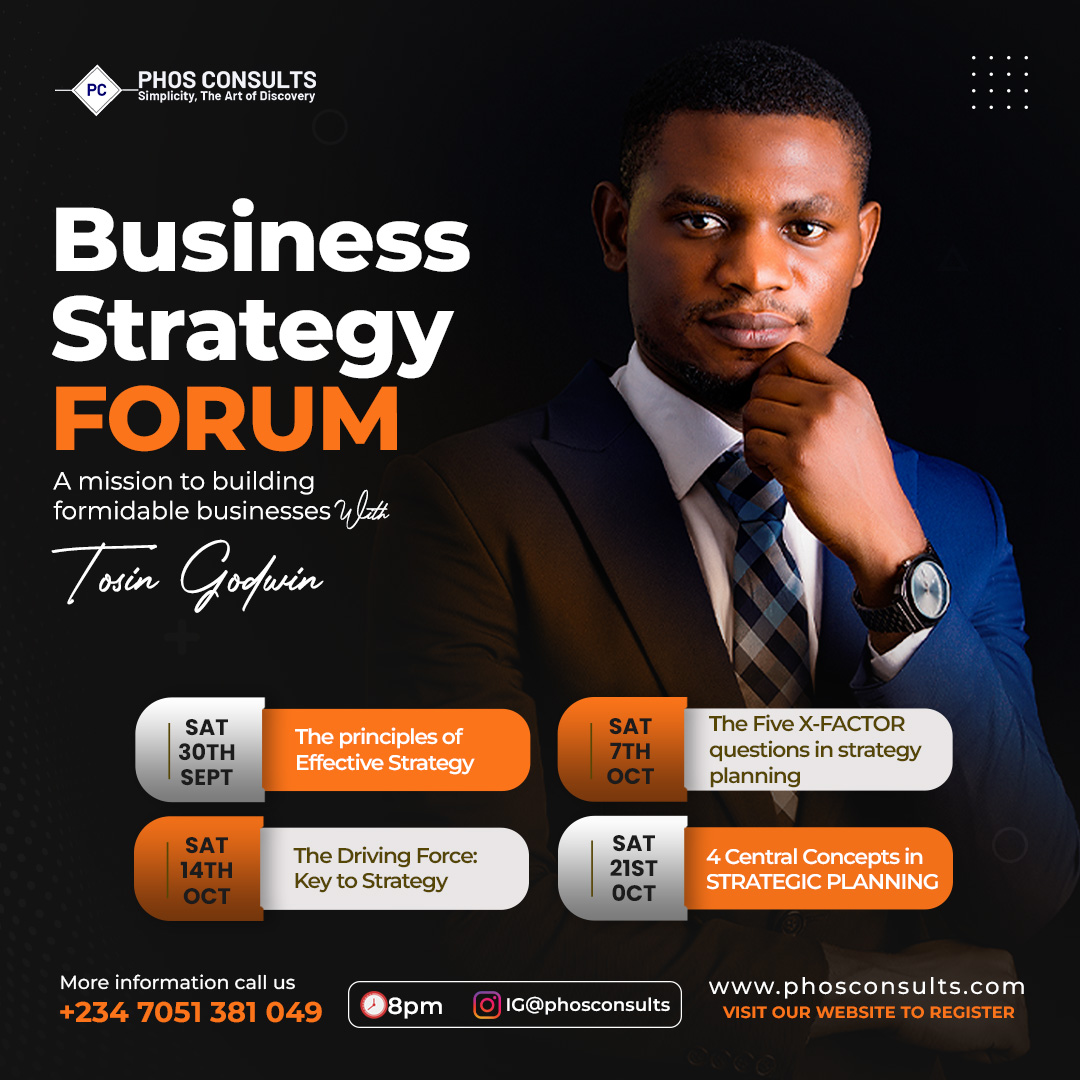 PC
PHOS CONSULTS
Simplicity, The Art of Discovery
Business
Strategy
FORUM
A mission to building
formidable businesses With
Tosin Godwin
SAT
30TH
SEPT
The principles of
Effective Strategy
SAT
7TH
OCT
The Five X-FACTOR
questions in strategy
planning
SAT
14TH
OCT
The Driving Force:
Key to Strategy
SAT
21ST
0CT
4 Central Concepts in
STRATEGIC PLANNING
More information call us
+234 7051 381 049
8pm
IG@phosconsults
www.phosconsults.com
VISIT OUR WEBSITE TO REGISTER